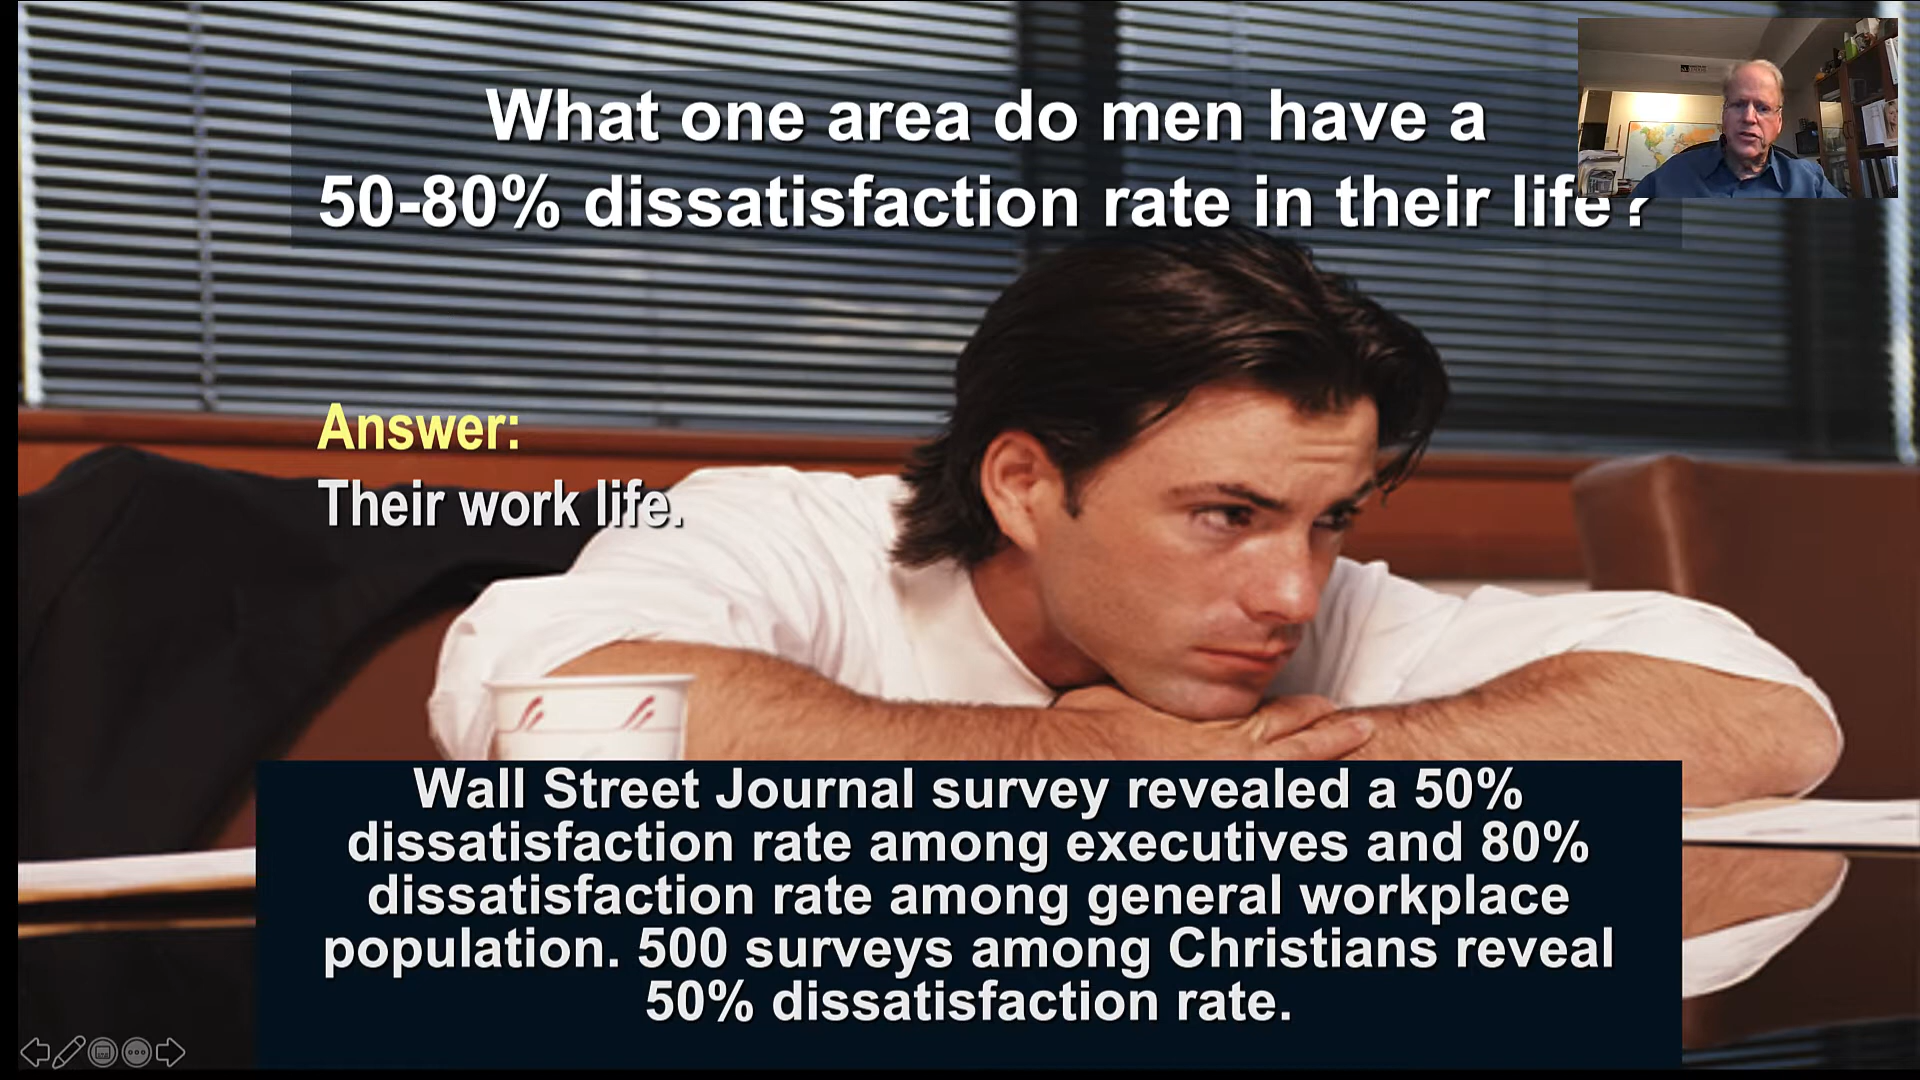 What one area do men have a
50-80% dissatisfaction rate in their life?
Answer:
Their work life.
Wall Street Journal survey revealed a 50%
dissatisfaction rate among executives and 80%
dissatisfaction rate among general workplace
population. 500 surveys among Christians reveal
50% dissatisfaction rate.